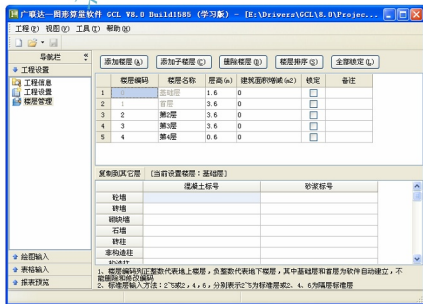 广联达—图形算量软件 GCL V8.0 Build1585 (学习版) - [E:\Drivers\GCL\8.0\Projec...
工程(P) 视图(V) 工具(T) 帮助(H)
导航栏
工程设置
工程信息
工程设置
楼层管理
绘图输入
表格输入
报表预览
添加楼层(A) 添加子楼层(C) 删除楼层(D) 楼层排序(S) 全部锁定(L)
楼层编码 楼层名称 层高(m) 建筑面积增减(m2) 锁定 备注
1 0 基础层 1.6 0
2 1 首层 3.6 0
3 2 第2层 3.6 0
4 3 第3层 3.6 0
5 4 第4层 0.6 0
复制到其它层 [当前设置楼层:基础层]
混凝土标号 砂浆标号
砼墙
砖墙
砌块墙
石墙
砖柱
非构造柱
1、楼层编码列正整数代表地上楼层,负整数代表地下楼层,其中基础层和首层为软件自动建立,不
能删除和修改编码
2、标准层输入方法:2~5或2,4,6,分别表示2~5为标准层或2、4、6为隔层标准层